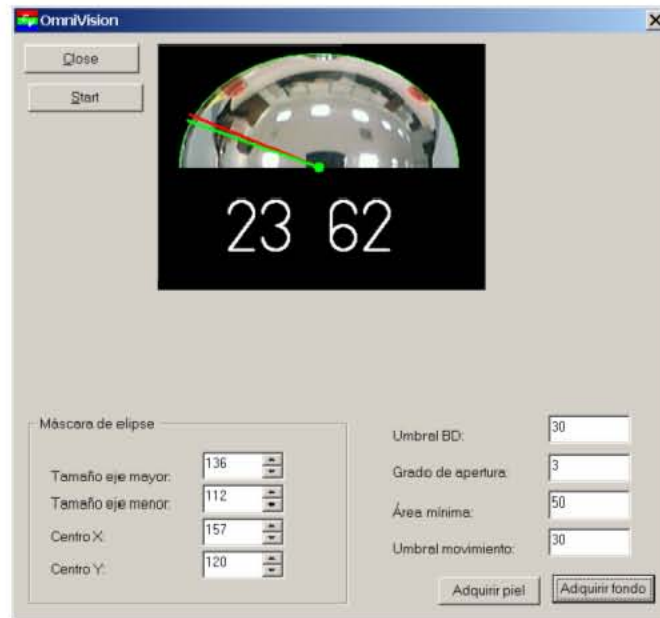 OmniVision
Close
Start
23 62
Máscara de elipse
Tamaño eje mayor: 136
Tamaño eje menor: 112
Centro X: 157
Centro Y: 120
Umbral BD: 30
Grado de apertura: 3
Área mínima: 50
Umbral movimiento: 30
Adquirir piel
Adquirir fondo